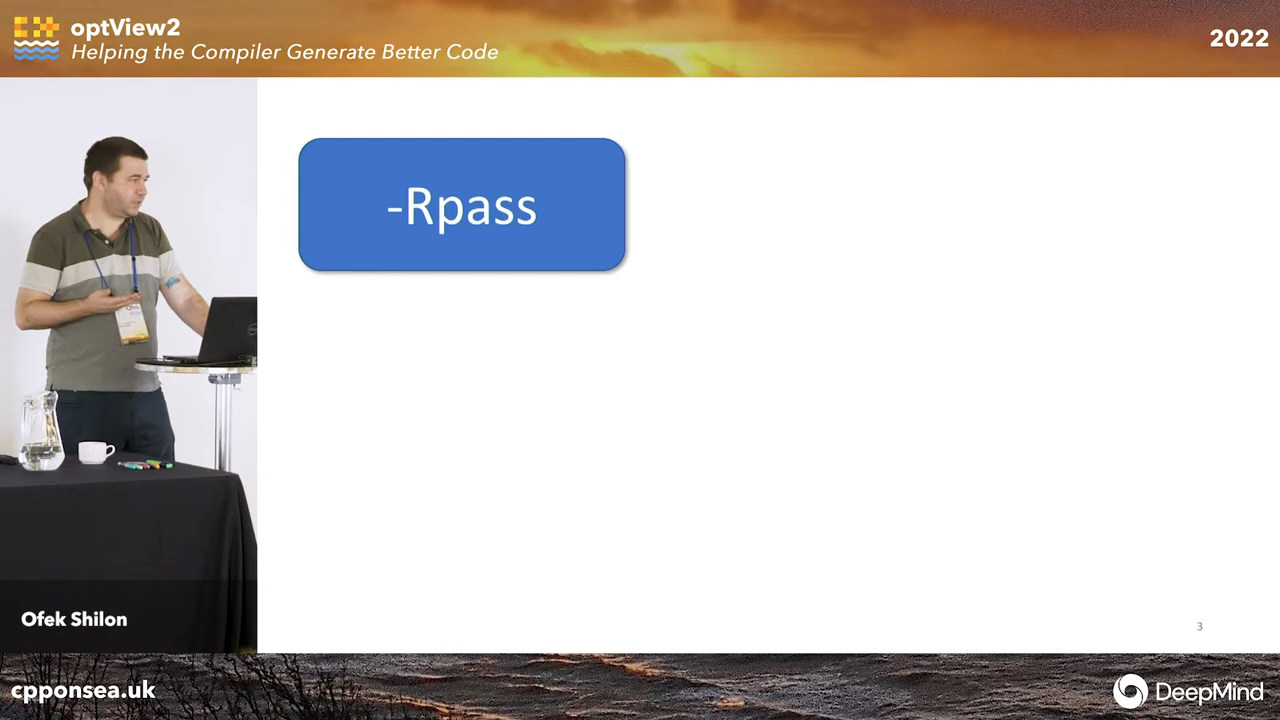 optView2
Helping the Compiler Generate Better Code
2022
-Rpass
Ofek Shilon
3
cpponsea.uk
DeepMind